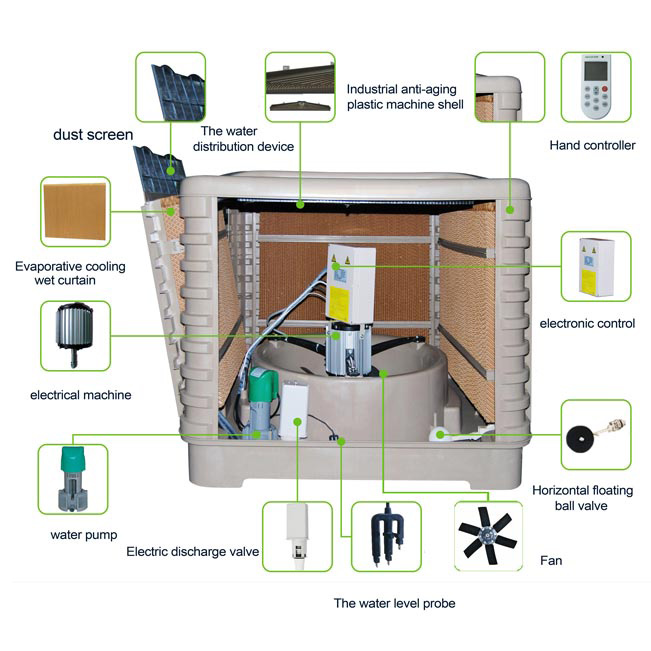 Industrial anti-aging
plastic machine shell
dust screen
The water
distribution device
Hand controller
Evaporative cooling
wet curtain
electronic control
electrical machine
Horizontal floating
ball valve
water pump
Electric discharge valve
Fan
The water level probe